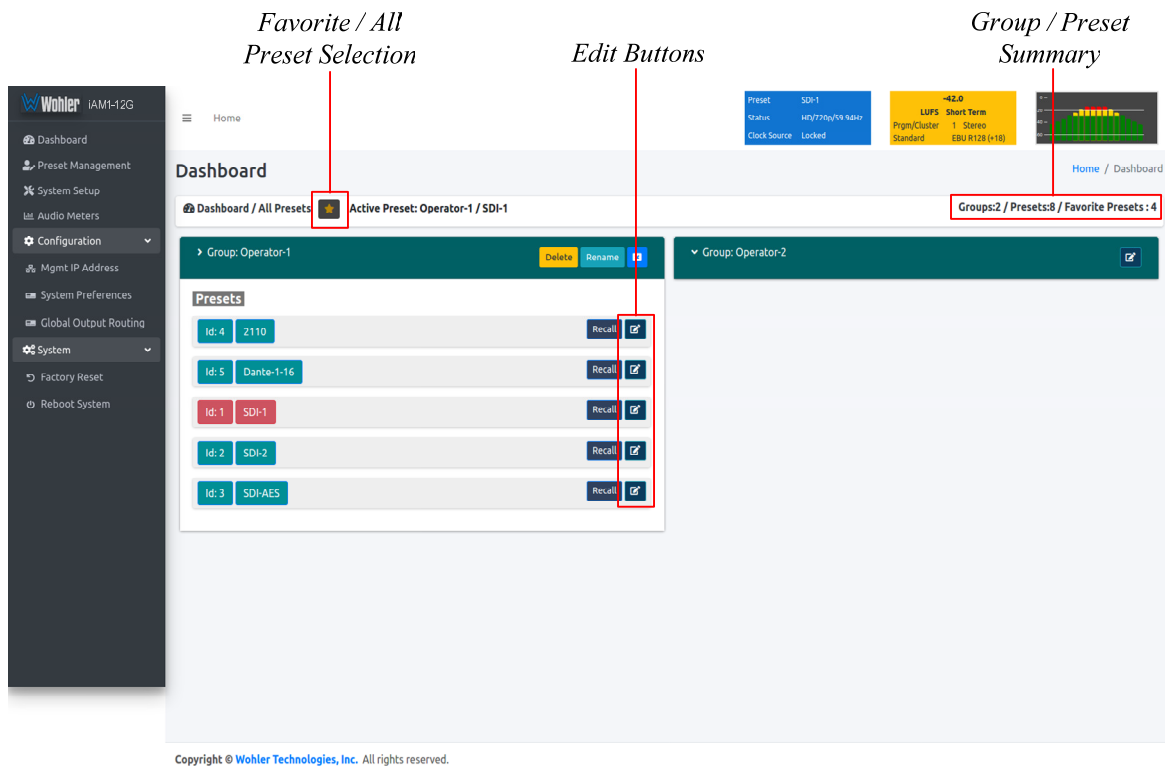 Favorite / All
Preset Selection
Edit Buttons
Group / Preset
Summary
Wohler iAM1-12G
Dashboard
Preset Management
System Setup
Audio Meters
Configuration
Mgmt IP Address
System Preferences
Global Output Routing
System
Factory Reset
Reboot System
Home
Preset SDI-1
Status HD/720p/59.94Hz
Clock Source Locked
-42.0
LUFS Short Term
Prgm/Cluster 1 Stereo
Standard EBU R128 (+18)
Dashboard
Home / Dashboard
Dashboard / All Presets Active Preset: Operator-1 / SDI-1
Groups:2 / Presets:8 / Favorite Presets : 4
Group: Operator-1 Delete Rename
Presets
Id: 4 2110 Recall
Id: 5 Dante-1-16 Recall
Id: 1 SDI-1 Recall
Id: 2 SDI-2 Recall
Id: 3 SDI-AES Recall
Group: Operator-2
Copyright © Wohler Technologies, Inc. All rights reserved.